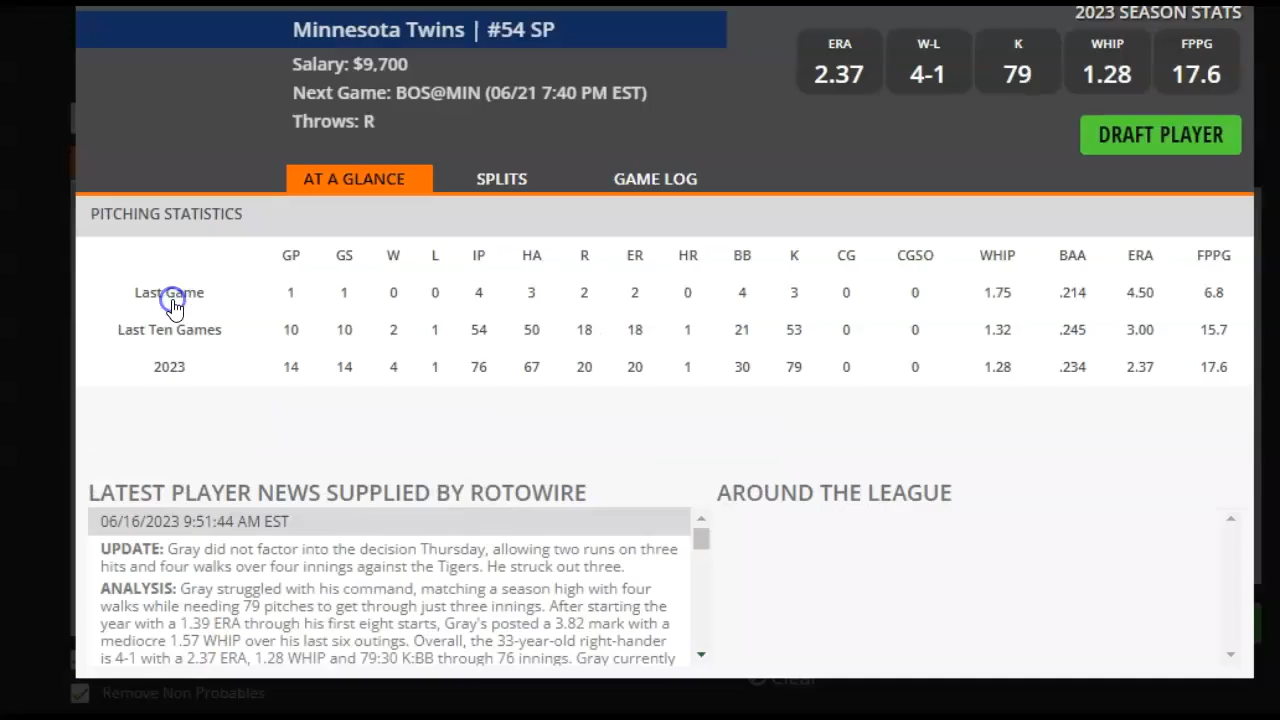 2023 SEASON STATS
Minnesota Twins | #54 SP
ERA W-L K WHIP FPPG
2.37 4-1 79 1.28 17.6
Salary: $9,700
Next Game: BOS@MIN (06/21 7:40 PM EST)
Throws: R
DRAFT PLAYER
AT A GLANCE SPLITS GAME LOG
PITCHING STATISTICS
GP GS W L IP HA R ER HR BB K CG CGSO WHIP BAA ERA FPPG
Last Game 1 1 0 0 4 3 2 2 0 4 3 0 0 1.75 .214 4.50 6.8
Last Ten Games 10 10 2 1 54 50 18 18 1 21 53 0 0 1.32 .245 3.00 15.7
2023 14 14 4 1 76 67 20 20 1 30 79 0 0 1.28 .234 2.37 17.6
LATEST PLAYER NEWS SUPPLIED BY ROTOWIRE
06/16/2023 9:51:44 AM EST
UPDATE: Gray did not factor into the decision Thursday, allowing two runs on three
hits and four walks over four innings against the Tigers. He struck out three.
ANALYSIS: Gray struggled with his command, matching a season high with four
walks while needing 79 pitches to get through just three innings. After starting the
year with a 1.39 ERA through his first eight starts, Gray's posted a 3.82 mark with a
mediocre 1.57 WHIP over his last six outings. Overall, the 33-year-old right-hander
is 4-1 with a 2.37 ERA, 1.28 WHIP and 79:30 K:BB through 76 innings. Gray currently
AROUND THE LEAGUE
Remove Non Probables
Clear